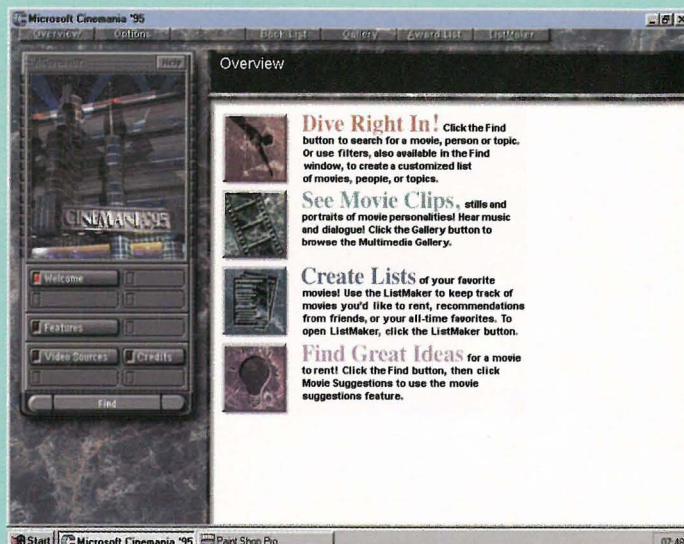 Microsoft Cinemania '95
Overview Options Book List Gallery Award List ListMaker
Cinemania Help
Overview
CINEMANIA '95
Dive Right In! Click the Find
button to search for a movie, person or topic.
Or use filters, also available in the Find
window, to create a customized list
of movies, people, or topics.
See Movie Clips, stills and
portraits of movie personalities! Hear music
and dialogue! Click the Gallery button to
browse the Multimedia Gallery.
Create Lists of your favorite
movies! Use the ListMaker to keep track of
movies you'd like to rent, recommendations
from friends, or your all-time favorites. To
open ListMaker, click the ListMaker button.
Find Great Ideas for a movie
to rent! Click the Find button, then click
Movie Suggestions to use the movie
suggestions feature.
Welcome
Features
Video Sources Credits
Find
Start Microsoft Cinemania '95 Paint Shop Pro 07:48